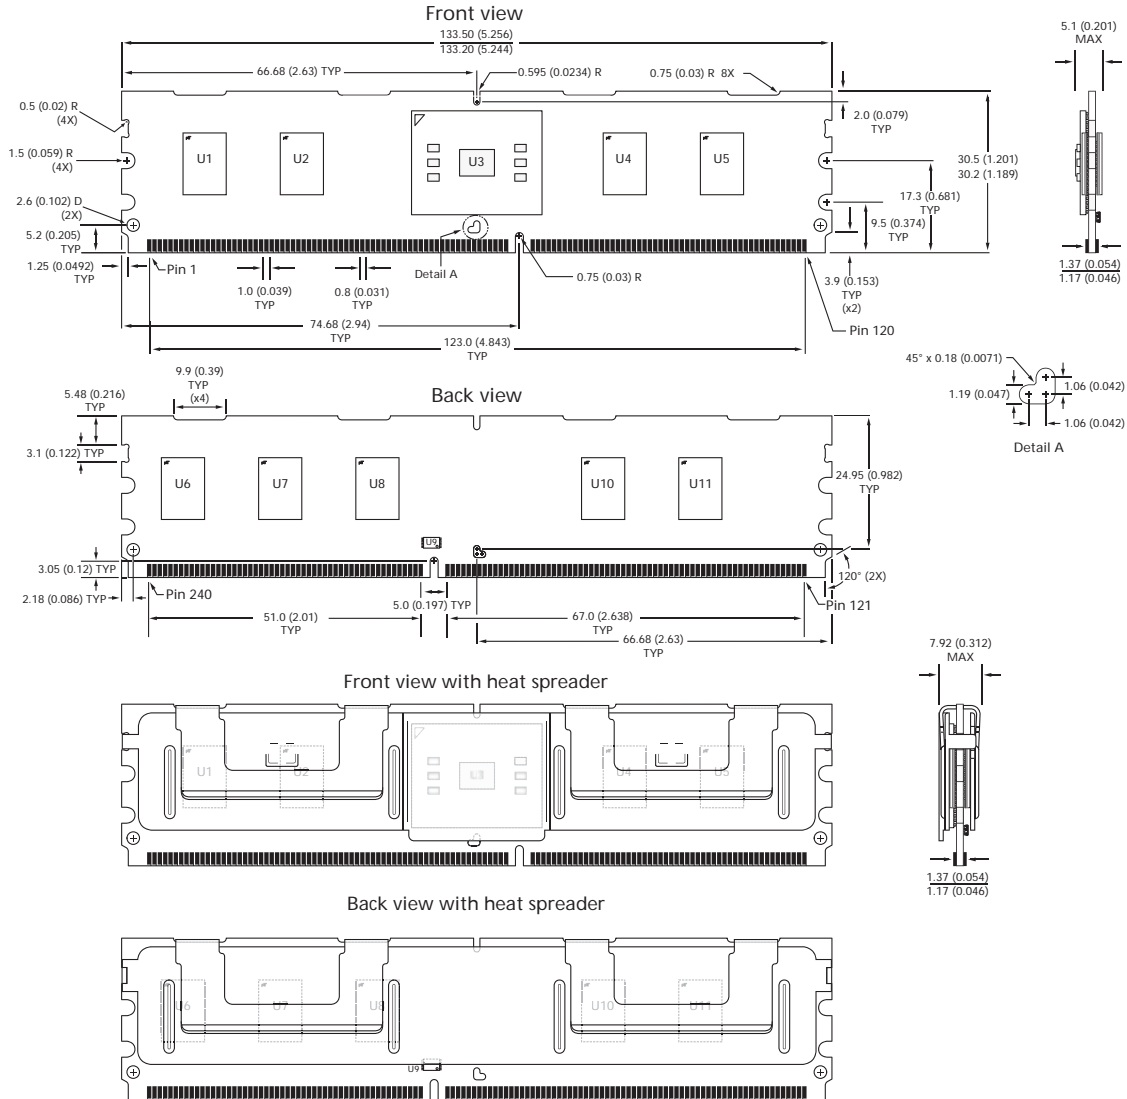 Front view
133.50 (5.256)
133.20 (5.244)
5.1 (0.201)
MAX
66.68 (2.63) TYP
0.595 (0.0234) R
0.75 (0.03) R 8X
0.5 (0.02) R
(4X)
2.0 (0.079)
TYP
1.5 (0.059) R
(4X)
U1
U2
U3
U4
U5
30.5 (1.201)
30.2 (1.189)
17.3 (0.681)
TYP
2.6 (0.102) D
(2X)
9.5 (0.374)
TYP
5.2 (0.205)
TYP
1.25 (0.0492)
TYP
Pin 1
Detail A
0.75 (0.03) R
1.37 (0.054)
1.17 (0.046)
1.0 (0.039)
TYP
0.8 (0.031)
TYP
3.9 (0.153)
TYP
(x2)
74.68 (2.94)
TYP
Pin 120
123.0 (4.843)
TYP
45° x 0.18 (0.0071)
1.19 (0.047)
1.06 (0.042)
1.06 (0.042)
Detail A
Back view
9.9 (0.39)
TYP
(x4)
5.48 (0.216)
TYP
3.1 (0.122) TYP
U6
U7
U8
U10
U11
24.95 (0.982)
TYP
U9
3.05 (0.12) TYP
120° (2X)
2.18 (0.086) TYP
Pin 240
5.0 (0.197) TYP
Pin 121
51.0 (2.01)
TYP
67.0 (2.638)
TYP
66.68 (2.63)
TYP
7.92 (0.312)
MAX
Front view with heat spreader
U1
U2
U3
U4
U5
1.37 (0.054)
1.17 (0.046)
Back view with heat spreader
U6
U7
U8
U10
U11
U9